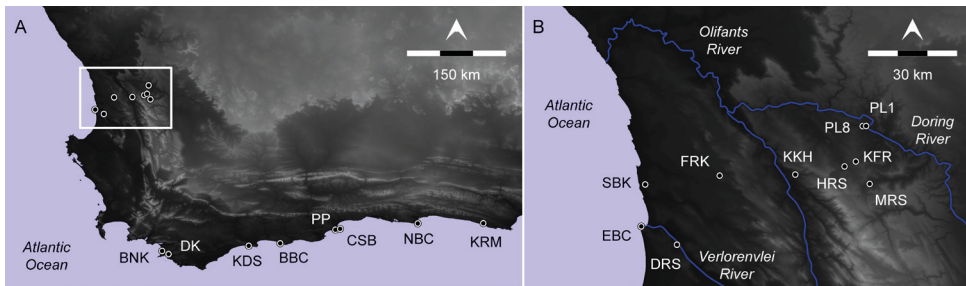 A
150 km
Atlantic
Ocean
BNK
DK
KDS
BBC
PP
CSB
NBC
KRM
B
Olifants
River
30 km
Atlantic
Ocean
PL1
PL8
Doring
River
FRK
KKH
KFR
HRS
MRS
SBK
EBC
DRS
Verlorenvlei
River